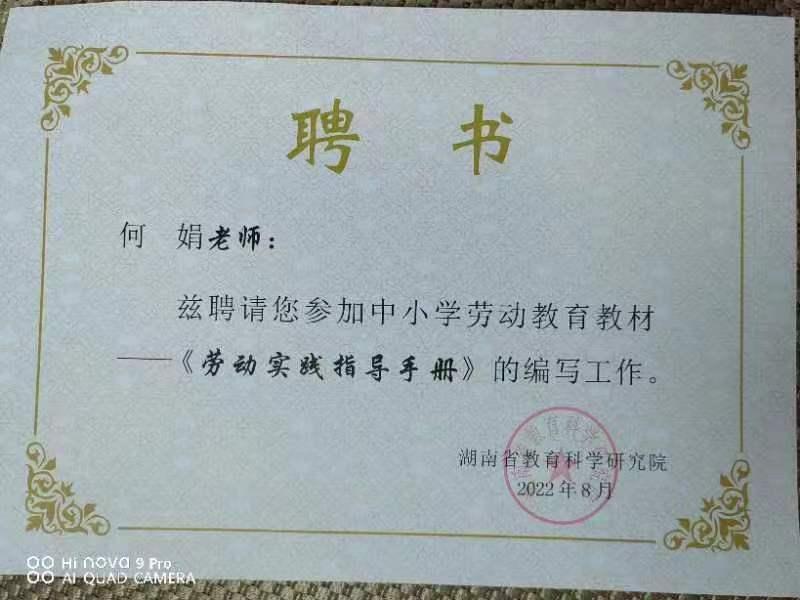 聘 书
何 娟老师：
兹聘请您参加中小学劳动教育教材
——《劳动实践指导手册》的编写工作。
湖南省教育科学研究院
2022年8月
Hi nova 9 Pro
AI QUAD CAMERA